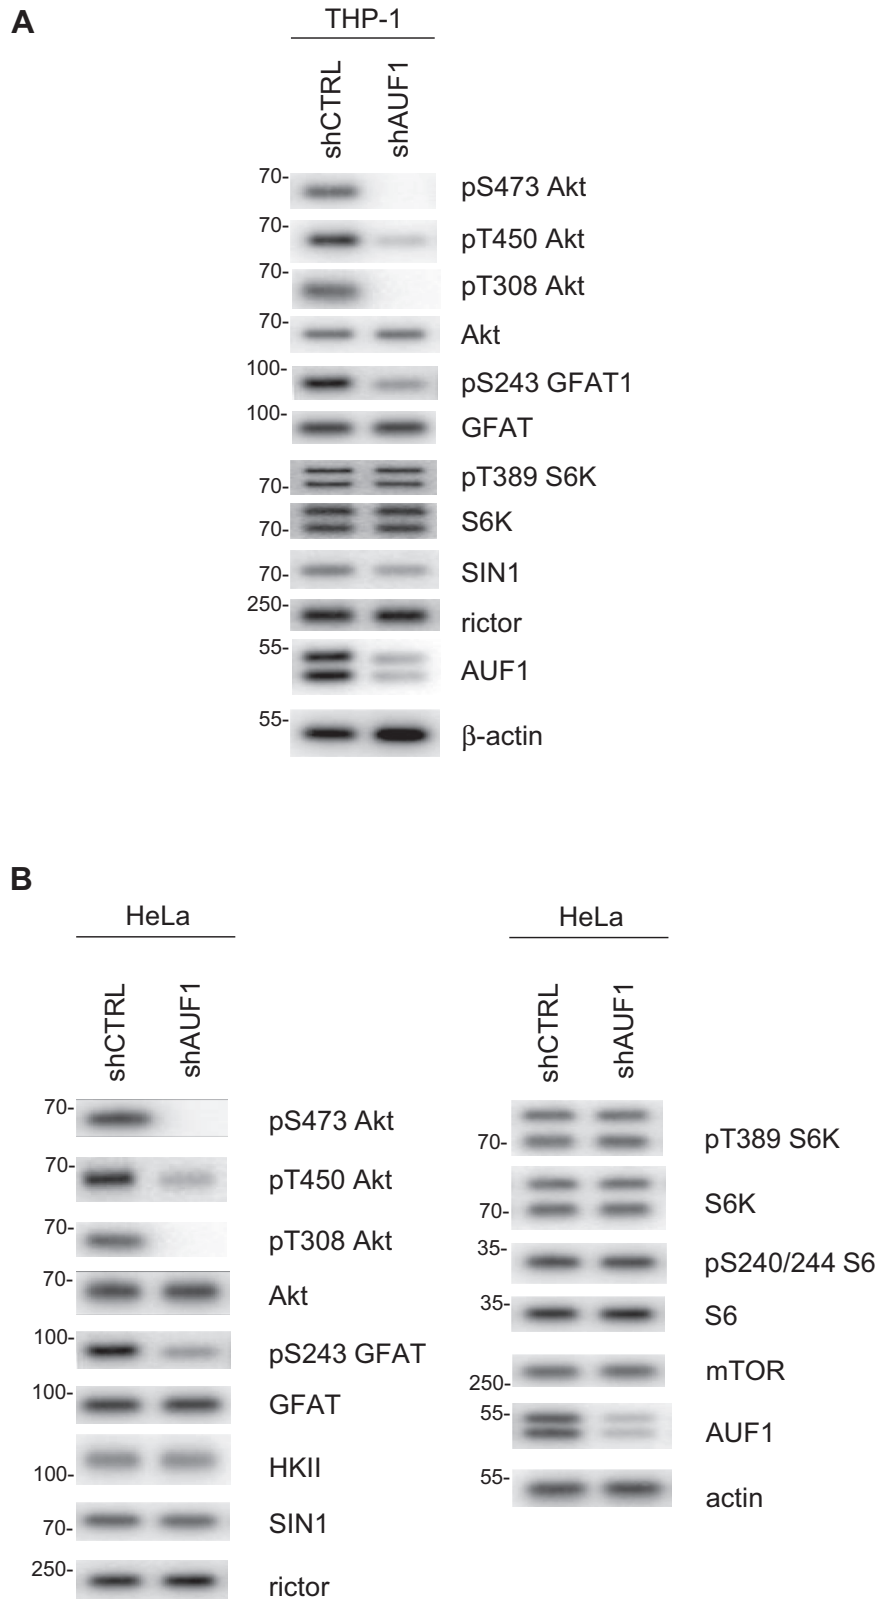 A
THP-1
shCTRL
shAUF1
70-
pS473 Akt
70-
pT450 Akt
70-
pT308 Akt
70-
Akt
100-
pS243 GFAT1
100-
GFAT
70-
pT389 S6K
70-
S6K
70-
SIN1
250-
rictor
55-
AUF1
55-
β-actin
B
HeLa
shCTRL
shAUF1
70-
pS473 Akt
70-
pT450 Akt
70-
pT308 Akt
70-
Akt
100-
pS243 GFAT
100-
GFAT
100-
HKII
70-
SIN1
250-
rictor
HeLa
shCTRL
shAUF1
70-
pT389 S6K
70-
S6K
35-
pS240/244 S6
35-
S6
250-
mTOR
55-
AUF1
55-
actin